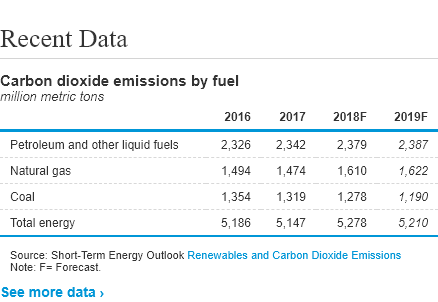 Recent Data
Carbon dioxide emissions by fuel
million metric tons
2016 2017 2018F 2019F
Petroleum and other liquid fuels 2,326 2,342 2,379 2,387
Natural gas 1,494 1,474 1,610 1,622
Coal 1,354 1,319 1,278 1,190
Total energy 5,186 5,147 5,278 5,210
Source: Short-Term Energy Outlook Renewables and Carbon Dioxide Emissions
Note: F= Forecast.
See more data ›